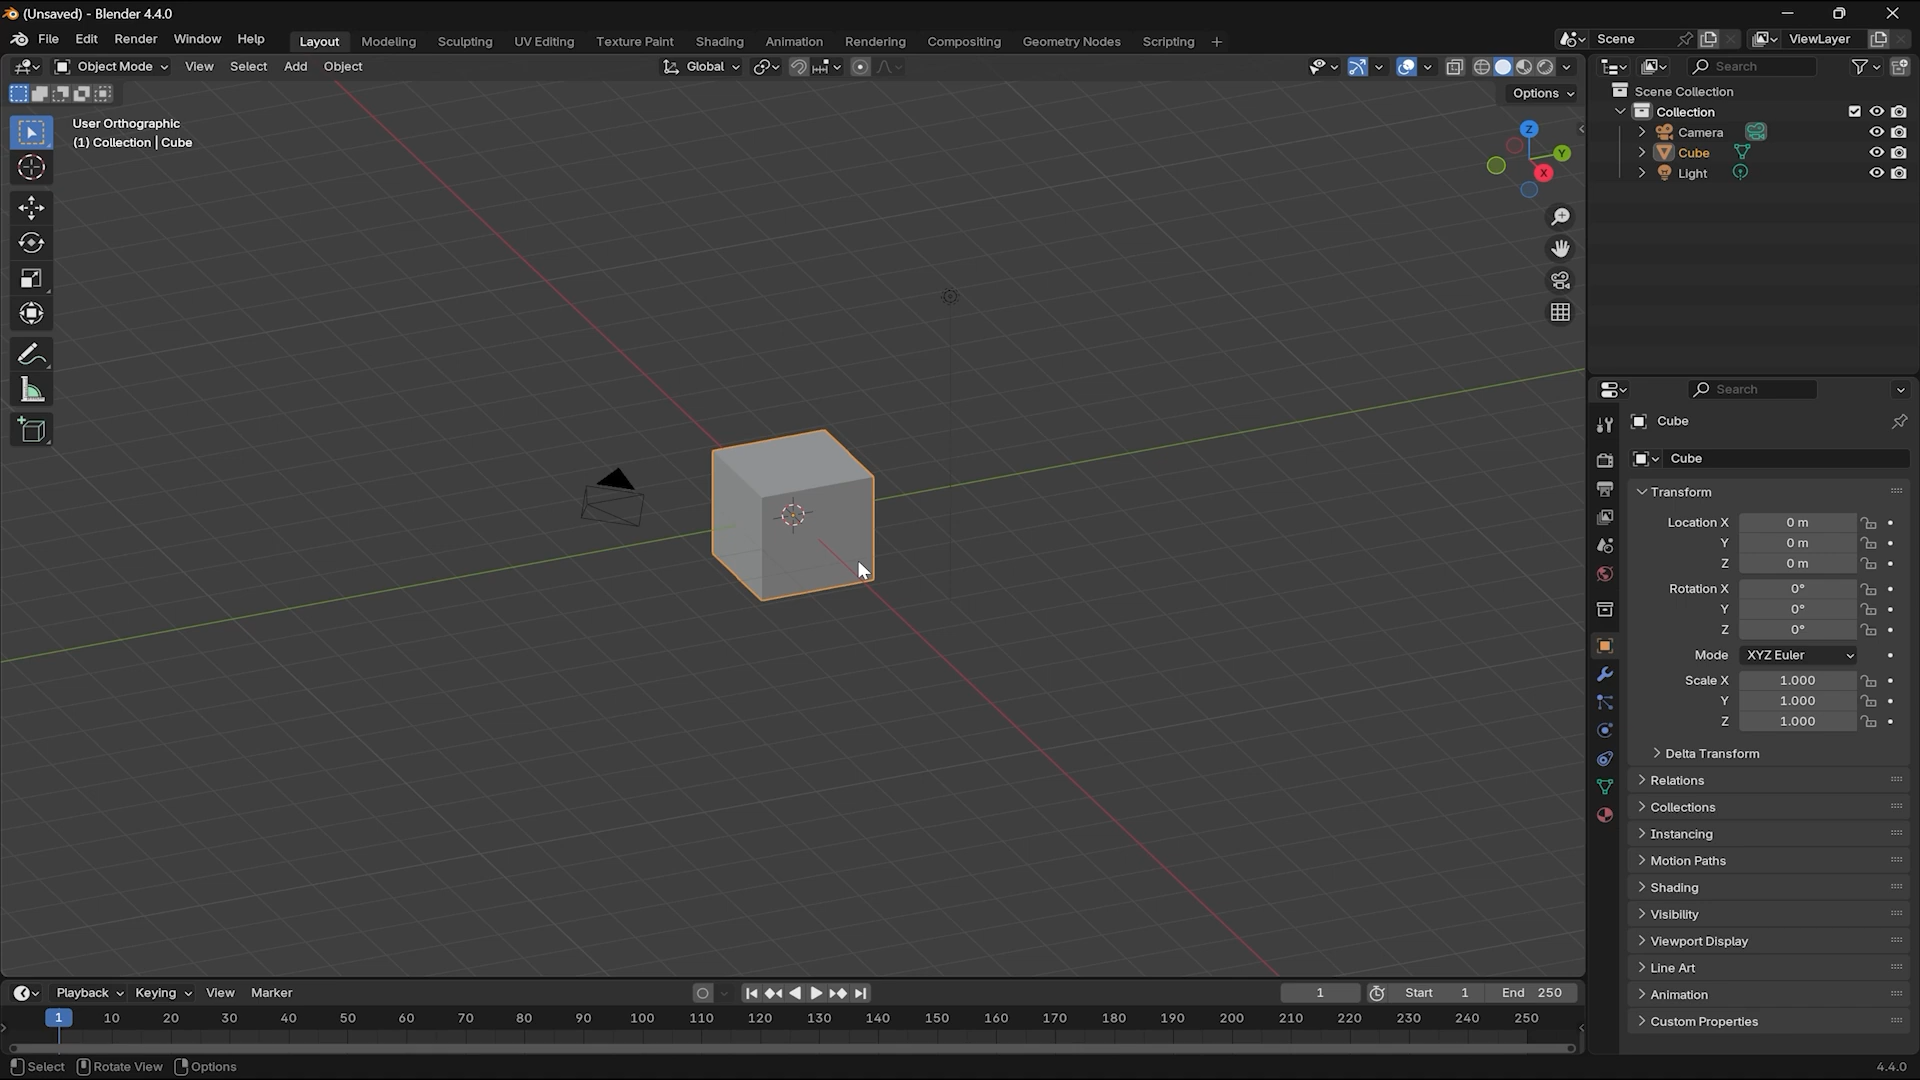 (Unsaved) - Blender 4.4.0
File Edit Render Window Help Layout Modeling Sculpting UV Editing Texture Paint Shading Animation Rendering Compositing Geometry Nodes Scripting + Scene ViewLayer
Object Mode View Select Add Object Global Search
Options
User Orthographic
(1) Collection | Cube
Z
Y
X
Scene Collection
Collection
Camera
Cube
Light
Search
Cube
Cube
Transform
Location X 0 m
Y 0 m
Z 0 m
Rotation X 0°
Y 0°
Z 0°
Mode XYZ Euler
Scale X 1.000
Y 1.000
Z 1.000
Delta Transform
Relations
Collections
Instancing
Motion Paths
Shading
Visibility
Viewport Display
Line Art
Animation
Custom Properties
Playback Keying View Marker 1 Start 1 End 250
1 10 20 30 40 50 60 70 80 90 100 110 120 130 140 150 160 170 180 190 200 210 220 230 240 250
Select Rotate View Options 4.4.0